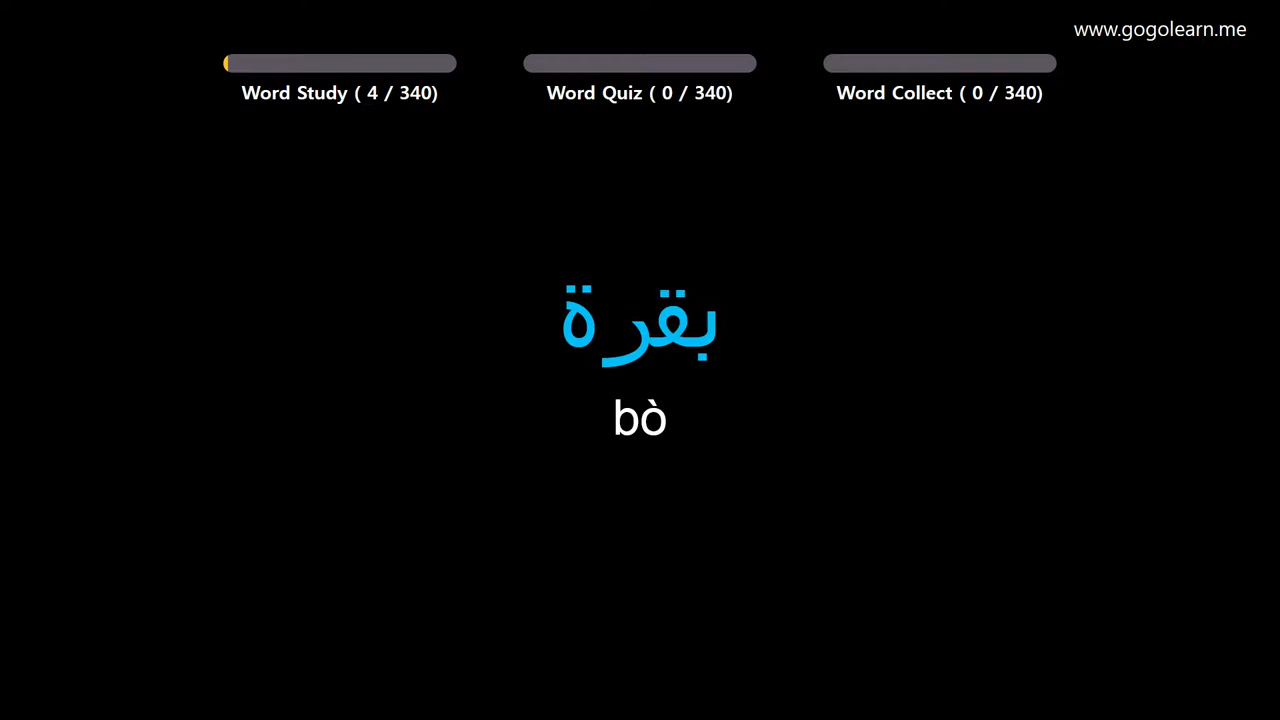 www.gogolearn.me
Word Study ( 4 / 340)
Word Quiz ( 0 / 340)
Word Collect ( 0 / 340)
بقرة
bò